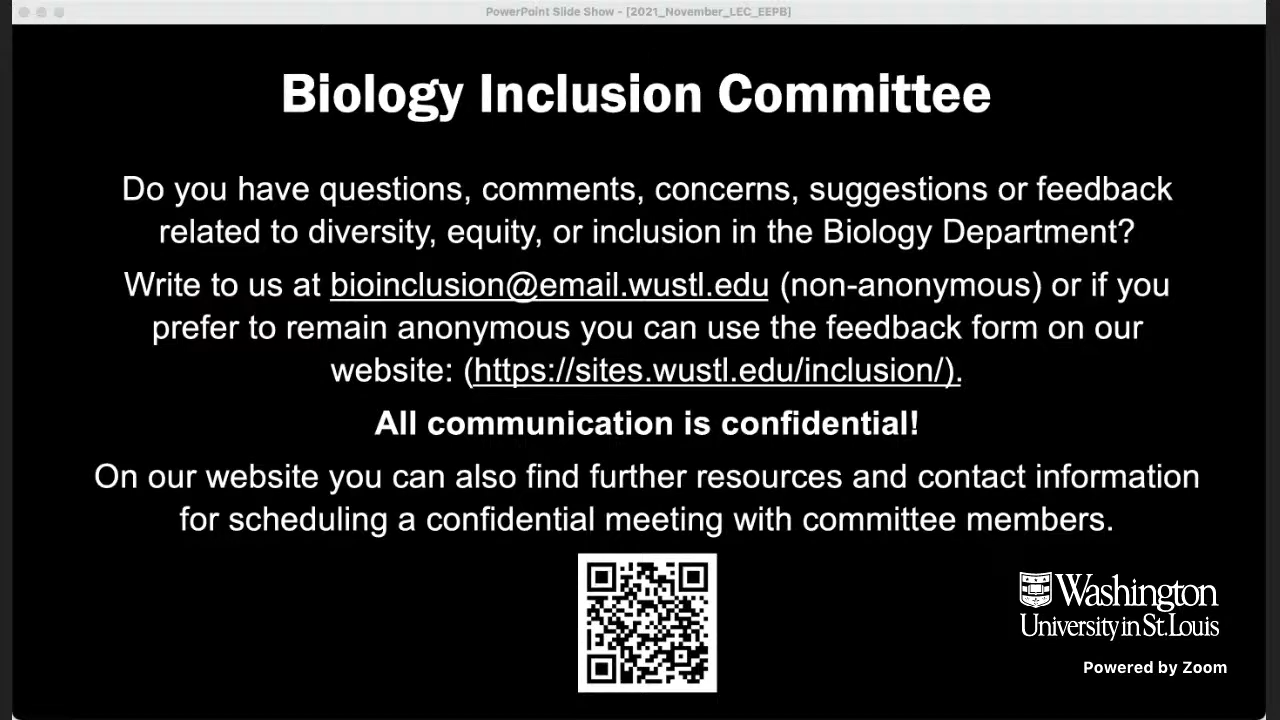 PowerPoint Slide Show - [2021_November_LEC_EEPB]
Biology Inclusion Committee
Do you have questions, comments, concerns, suggestions or feedback
related to diversity, equity, or inclusion in the Biology Department?
Write to us at bioinclusion@email.wustl.edu (non-anonymous) or if you
prefer to remain anonymous you can use the feedback form on our
website: (https://sites.wustl.edu/inclusion/).
All communication is confidential!
On our website you can also find further resources and contact information
for scheduling a confidential meeting with committee members.
Washington
University in St. Louis
Powered by Zoom